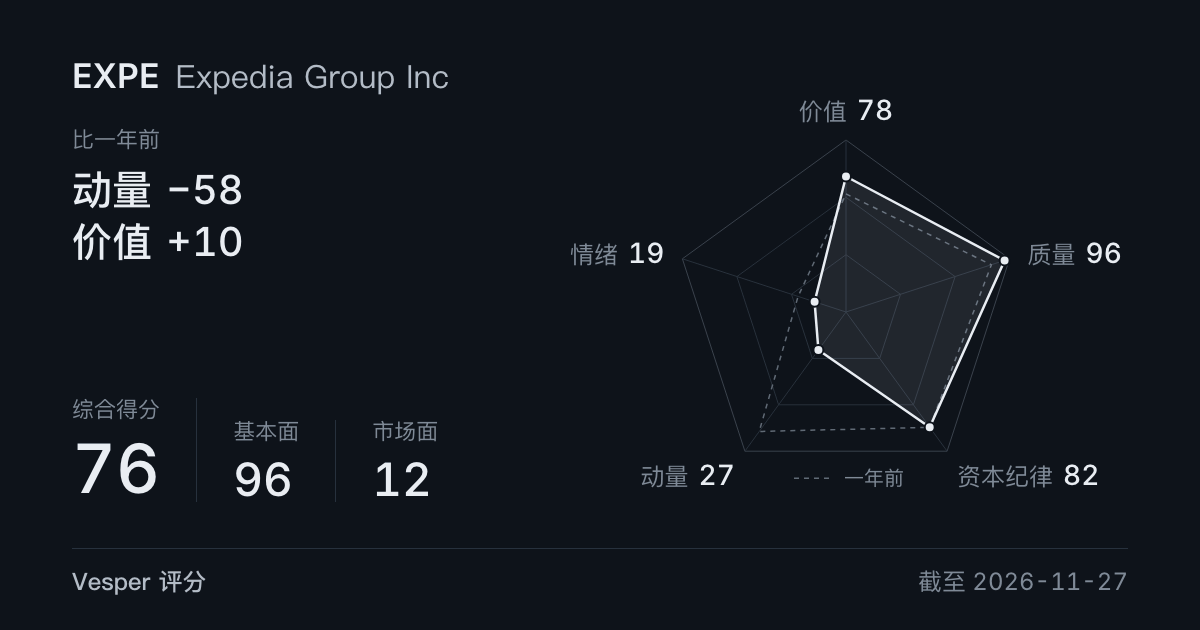 EXPE Expedia Group Inc
比一年前
动量 −58
价值 +10
综合得分
76
基本面
96
市场面
12
价值 78
质量 96
资本纪律 82
动量 27
情绪 19
一年前
Vesper 评分
截至 2026-11-27